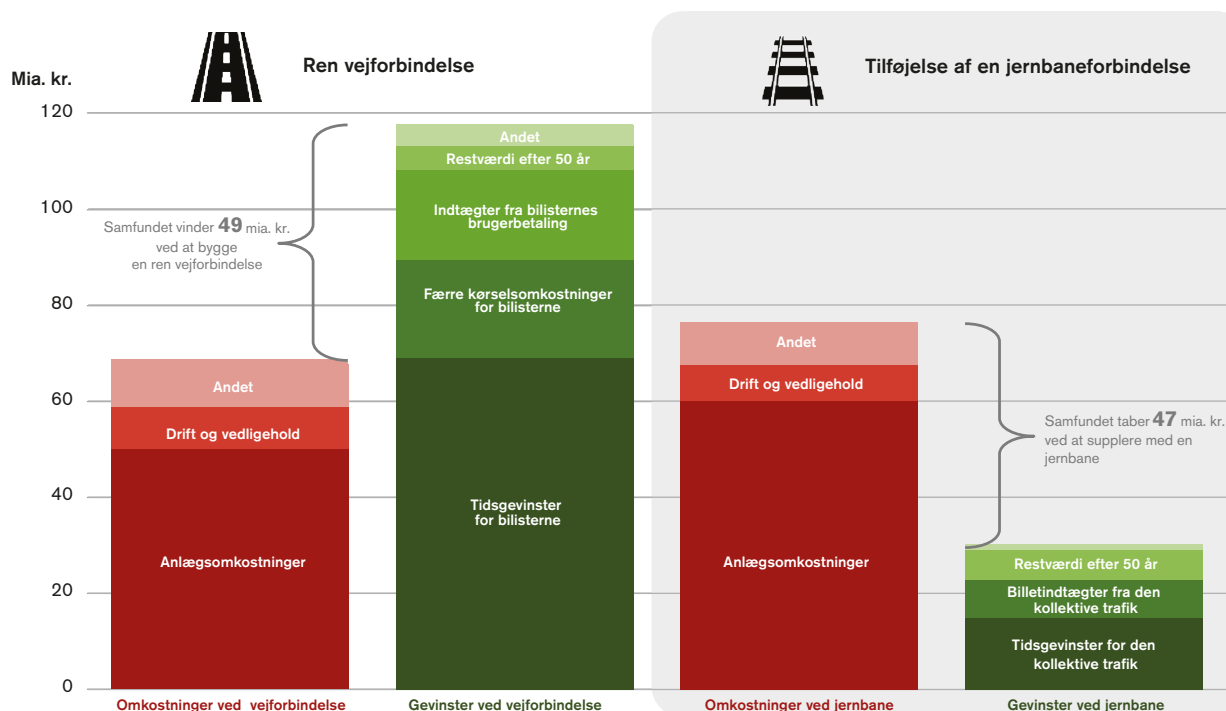 Ren vejforbindelse
Tilføjelse af en jernbaneforbindelse
Mia. kr.
120
100
80
60
40
20
0
Samfundet vinder 49 mia. kr.
ved at bygge
en ren vejforbindelse
Andet
Drift og vedligehold
Anlægsomkostninger
Andet
Restværdi efter 50 år
Indtægter fra bilisternes
brugerbetaling
Færre kørselsomkostninger
for bilisterne
Tidsgevinster
for bilisterne
Andet
Drift og vedligehold
Anlægsomkostninger
Samfundet taber 47 mia. kr.
ved at supplere med en
jernbane
Restværdi efter 50 år
Billetindtægter fra den
kollektive trafik
Tidsgevinster for den
kollektive trafik
Omkostninger ved vejforbindelse
Gevinster ved vejforbindelse
Omkostninger ved jernbane
Gevinster ved jernbane